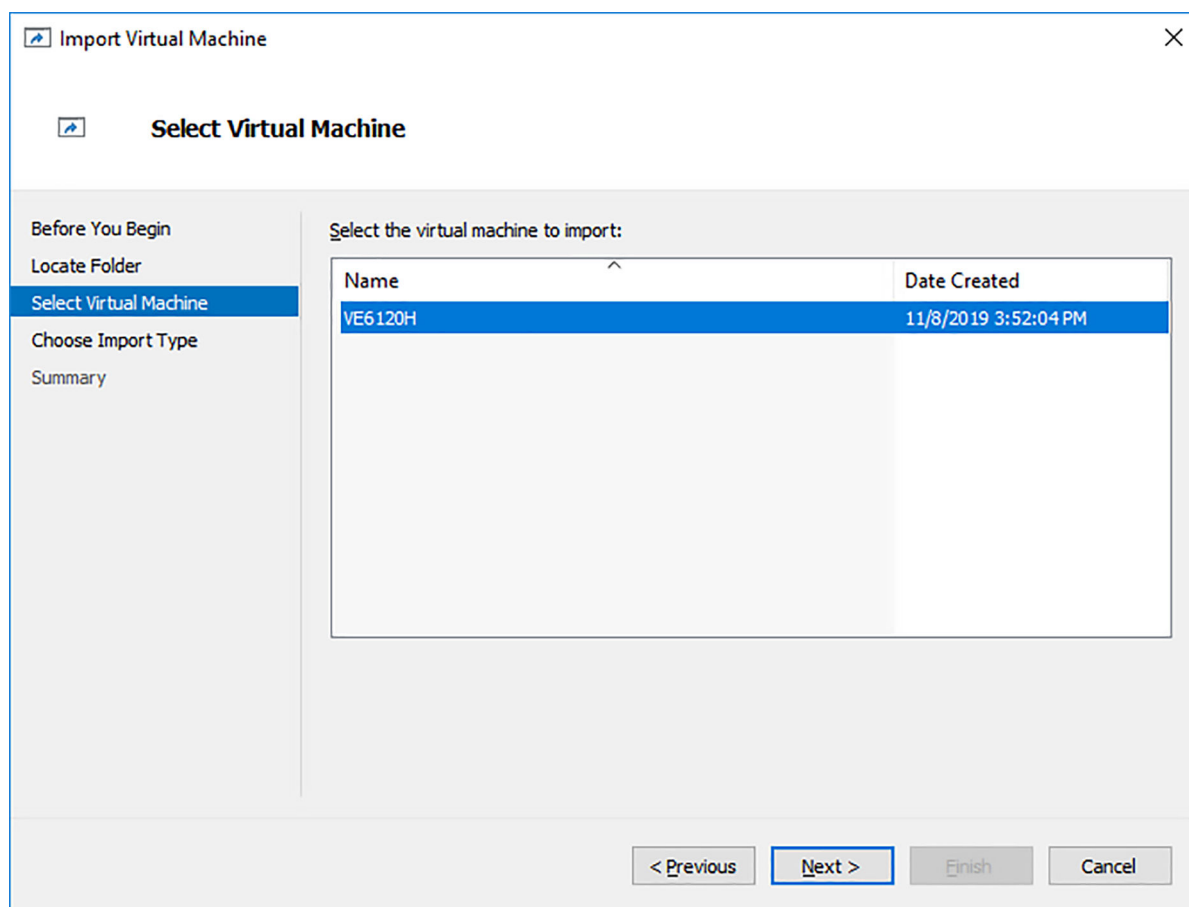 Import Virtual Machine
Select Virtual Machine
Before You Begin
Locate Folder
Select Virtual Machine
Choose Import Type
Summary
Select the virtual machine to import:
Name Date Created
VE6120H 11/8/2019 3:52:04 PM
< Previous Next > Finish Cancel